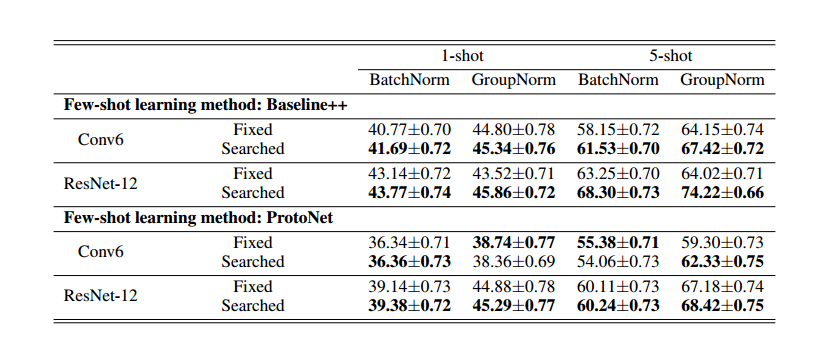 1-shot 5-shot
BatchNorm GroupNorm BatchNorm GroupNorm
Few-shot learning method: Baseline++
Conv6 Fixed 40.77±0.70 44.80±0.78 58.15±0.72 64.15±0.74
Searched 41.69±0.72 45.34±0.76 61.53±0.70 67.42±0.72
ResNet-12 Fixed 43.14±0.72 43.52±0.71 63.25±0.70 64.02±0.71
Searched 43.77±0.74 45.86±0.72 68.30±0.73 74.22±0.66
Few-shot learning method: ProtoNet
Conv6 Fixed 36.34±0.71 38.74±0.77 55.38±0.71 59.30±0.73
Searched 36.36±0.73 38.36±0.69 54.06±0.73 62.33±0.75
ResNet-12 Fixed 39.14±0.73 44.88±0.78 60.11±0.73 67.18±0.74
Searched 39.38±0.72 45.29±0.77 60.24±0.73 68.42±0.75